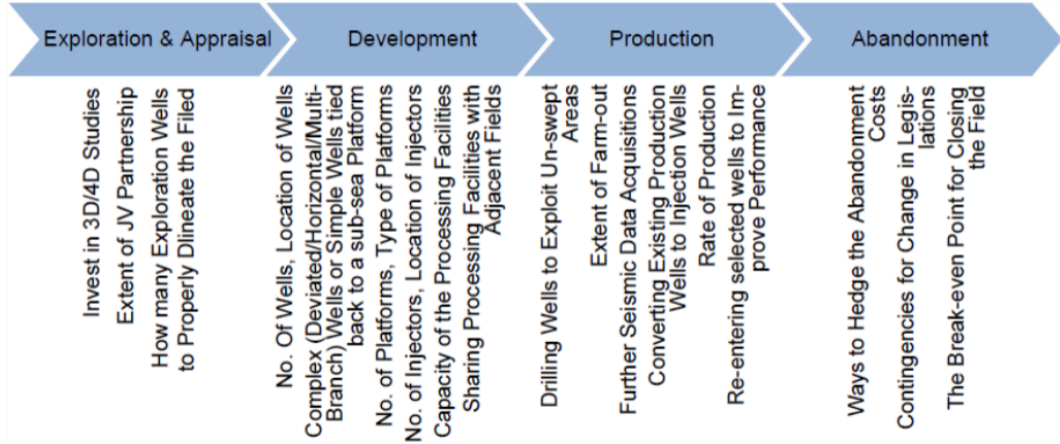 Exploration & Appraisal
Development
Production
Abandonment
Invest in 3D/4D Studies
Extent of JV Partnership
How many Exploration Wells
to Properly Dlineate the Filed
No. Of Wells, Location of Wells
Complex (Deviated/Horizontal/Multi-
Branch) Wells or Simple Wells tied
back to a sub-sea Platform
No. of Platforms, Type of Platforms
No. of Injectors, Location of Injectors
Capacity of the Processing Facilities
Sharing Processing Facilities with
Adjacent Fields
Drilling Wells to Exploit Un-swept
Areas
Extent of Farm-out
Further Seismic Data Acquisitions
Converting Existing Production
Wells to Injection Wells
Rate of Production
Re-entering selected wells to Im-
prove Performance
Ways to Hedge the Abandonment
Costs
Contingencies for Change in Legis-
lations
The Break-even Point for Closing
the Field